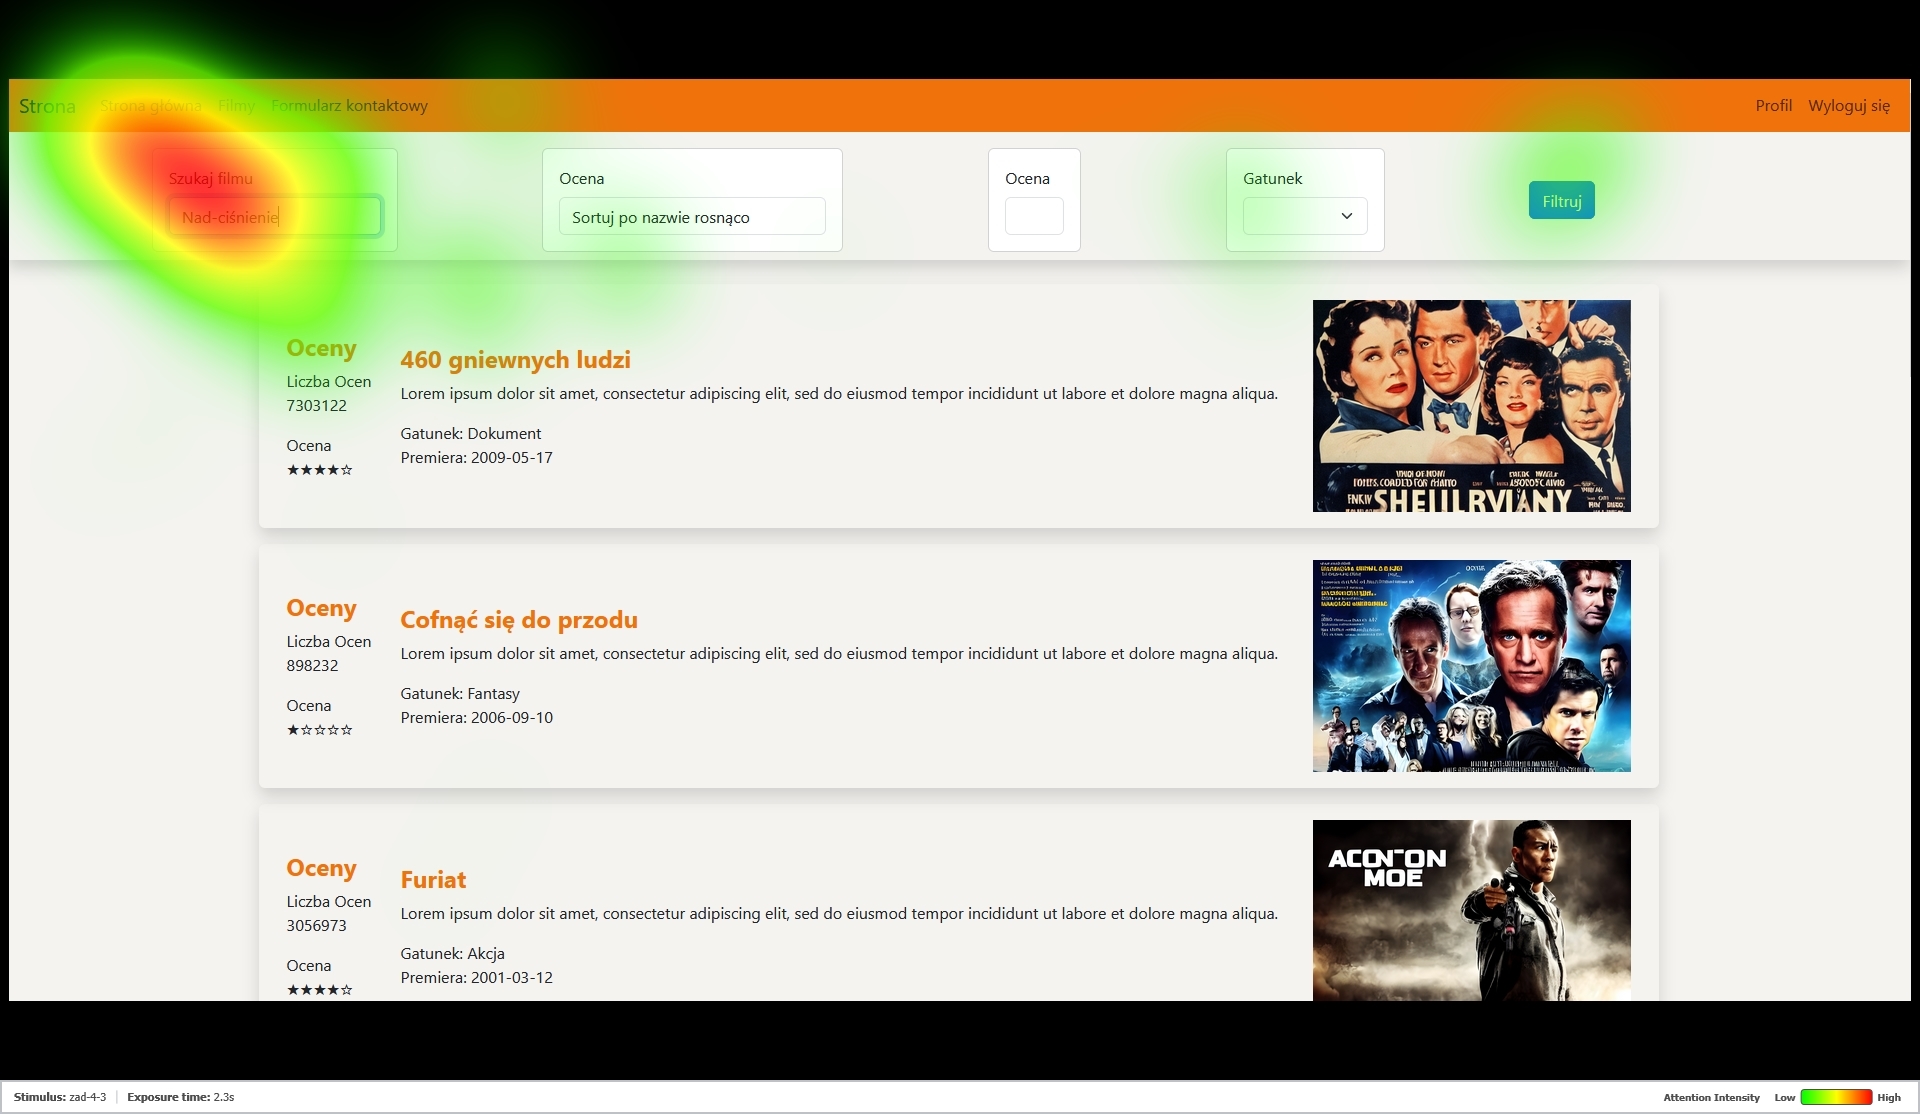 Strona Strona główna Filmy Formularz kontaktowy Profil Wyloguj się
Szukaj filmu
Nad-ciśnienie
Ocena
Sortuj po nazwie rosnąco
Ocena
Gatunek
Filtruj
Oceny
Liczba Ocen
7303122
Ocena
★★★★☆
460 gniewnych ludzi
Lorem ipsum dolor sit amet, consectetur adipiscing elit, sed do eiusmod tempor incididunt ut labore et dolore magna aliqua.
Gatunek: Dokument
Premiera: 2009-05-17
SHEULRVIANY
Oceny
Liczba Ocen
898232
Ocena
★☆☆☆☆
Cofnąć się do przodu
Lorem ipsum dolor sit amet, consectetur adipiscing elit, sed do eiusmod tempor incididunt ut labore et dolore magna aliqua.
Gatunek: Fantasy
Premiera: 2006-09-10
Oceny
Liczba Ocen
3056973
Ocena
★★★★☆
Furiat
Lorem ipsum dolor sit amet, consectetur adipiscing elit, sed do eiusmod tempor incididunt ut labore et dolore magna aliqua.
Gatunek: Akcja
Premiera: 2001-03-12
ACON-ON
MOE
Stimulus: zad-4-3 | Exposure time: 2.3s
Attention Intensity Low High